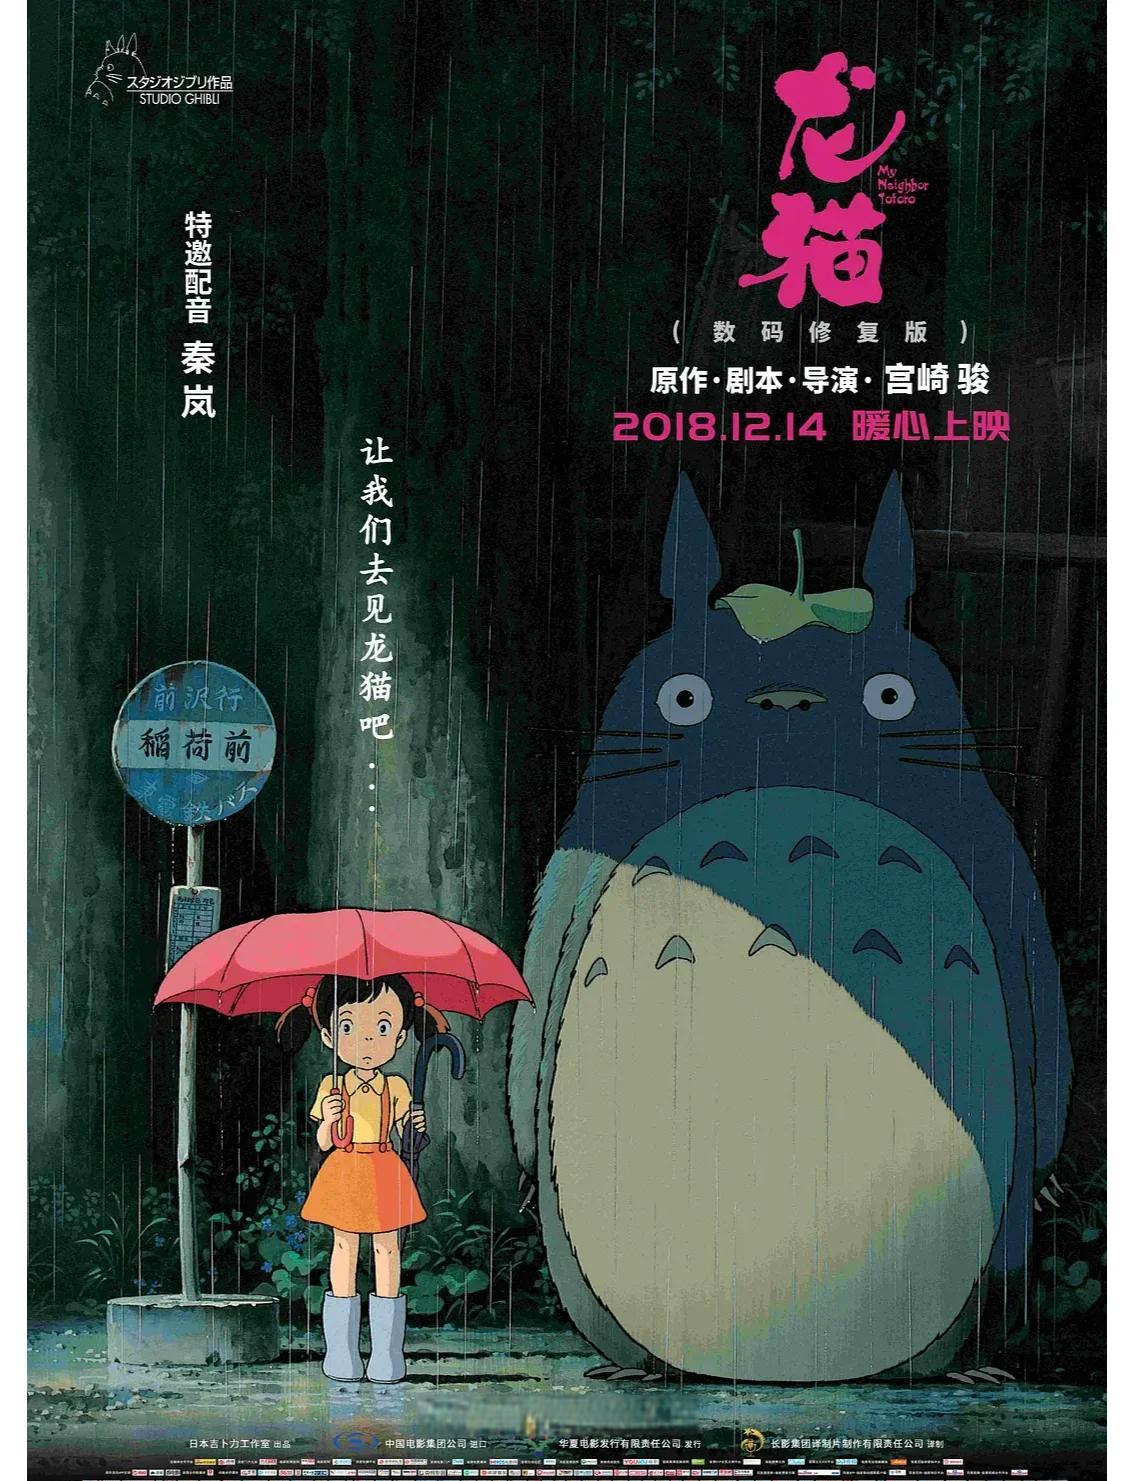 スタジオジブリ作品
STUDIO GHIBLI
龙猫
My
Neighbor
Totoro
(数码修复版)
原作·剧本·导演·宫崎 骏
2018.12.14 暖心上映
特邀配音 秦岚
让我们去见龙猫吧...
前沢行
稲荷前
鉄バス
日本吉卜力工作室 出品
中国电影集团公司 进口
华夏电影发行有限责任公司 发行
长影集团译制片制作有限责任公司 译制